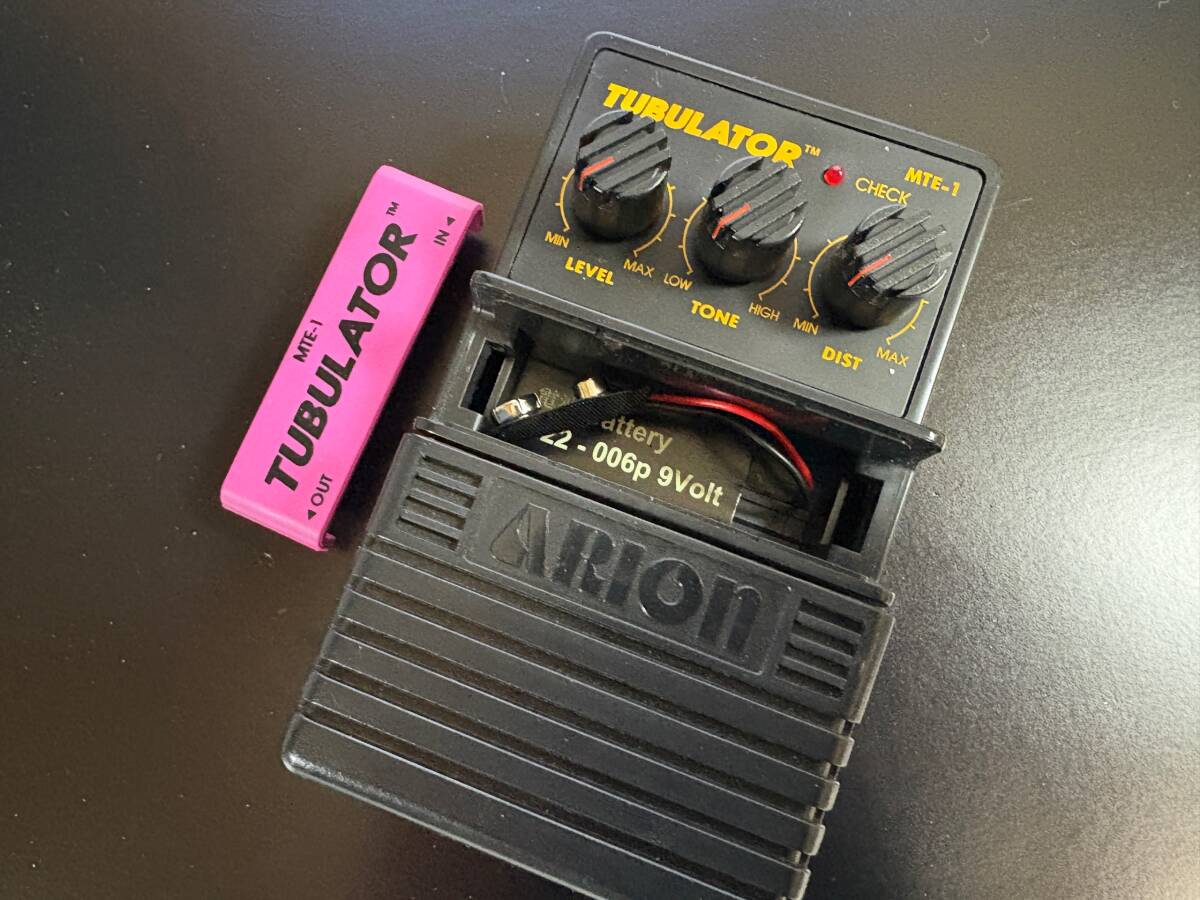 TUBULATOR™
MTE-1
CHECK
MIN
MAX
LEVEL
LOW
HIGH
TONE
MIN
MAX
DIST
IN ◄
MTE-1
TUBULATOR™
◄ OUT
22 - 006p 9Volt
ARION